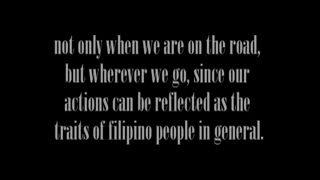 not only when we are on the road,
but wherever we go, since our
actions can be reflected as the
traits of filipino people in general.